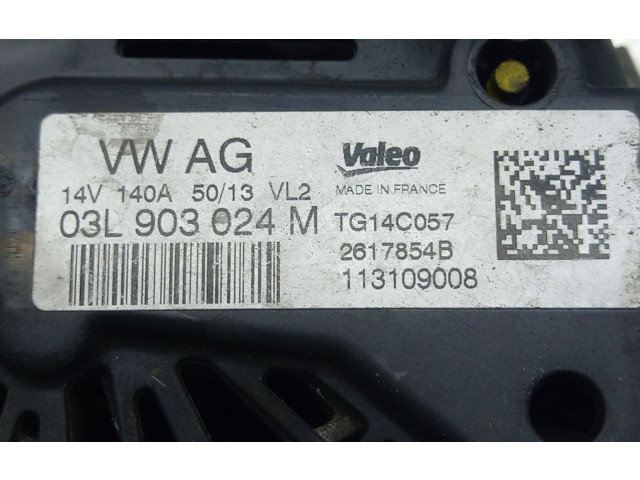 VW AG
14V 140A 50/13 VL2
03L 903 024 M
Valeo
MADE IN FRANCE
TG14C057
2617854B
113109008